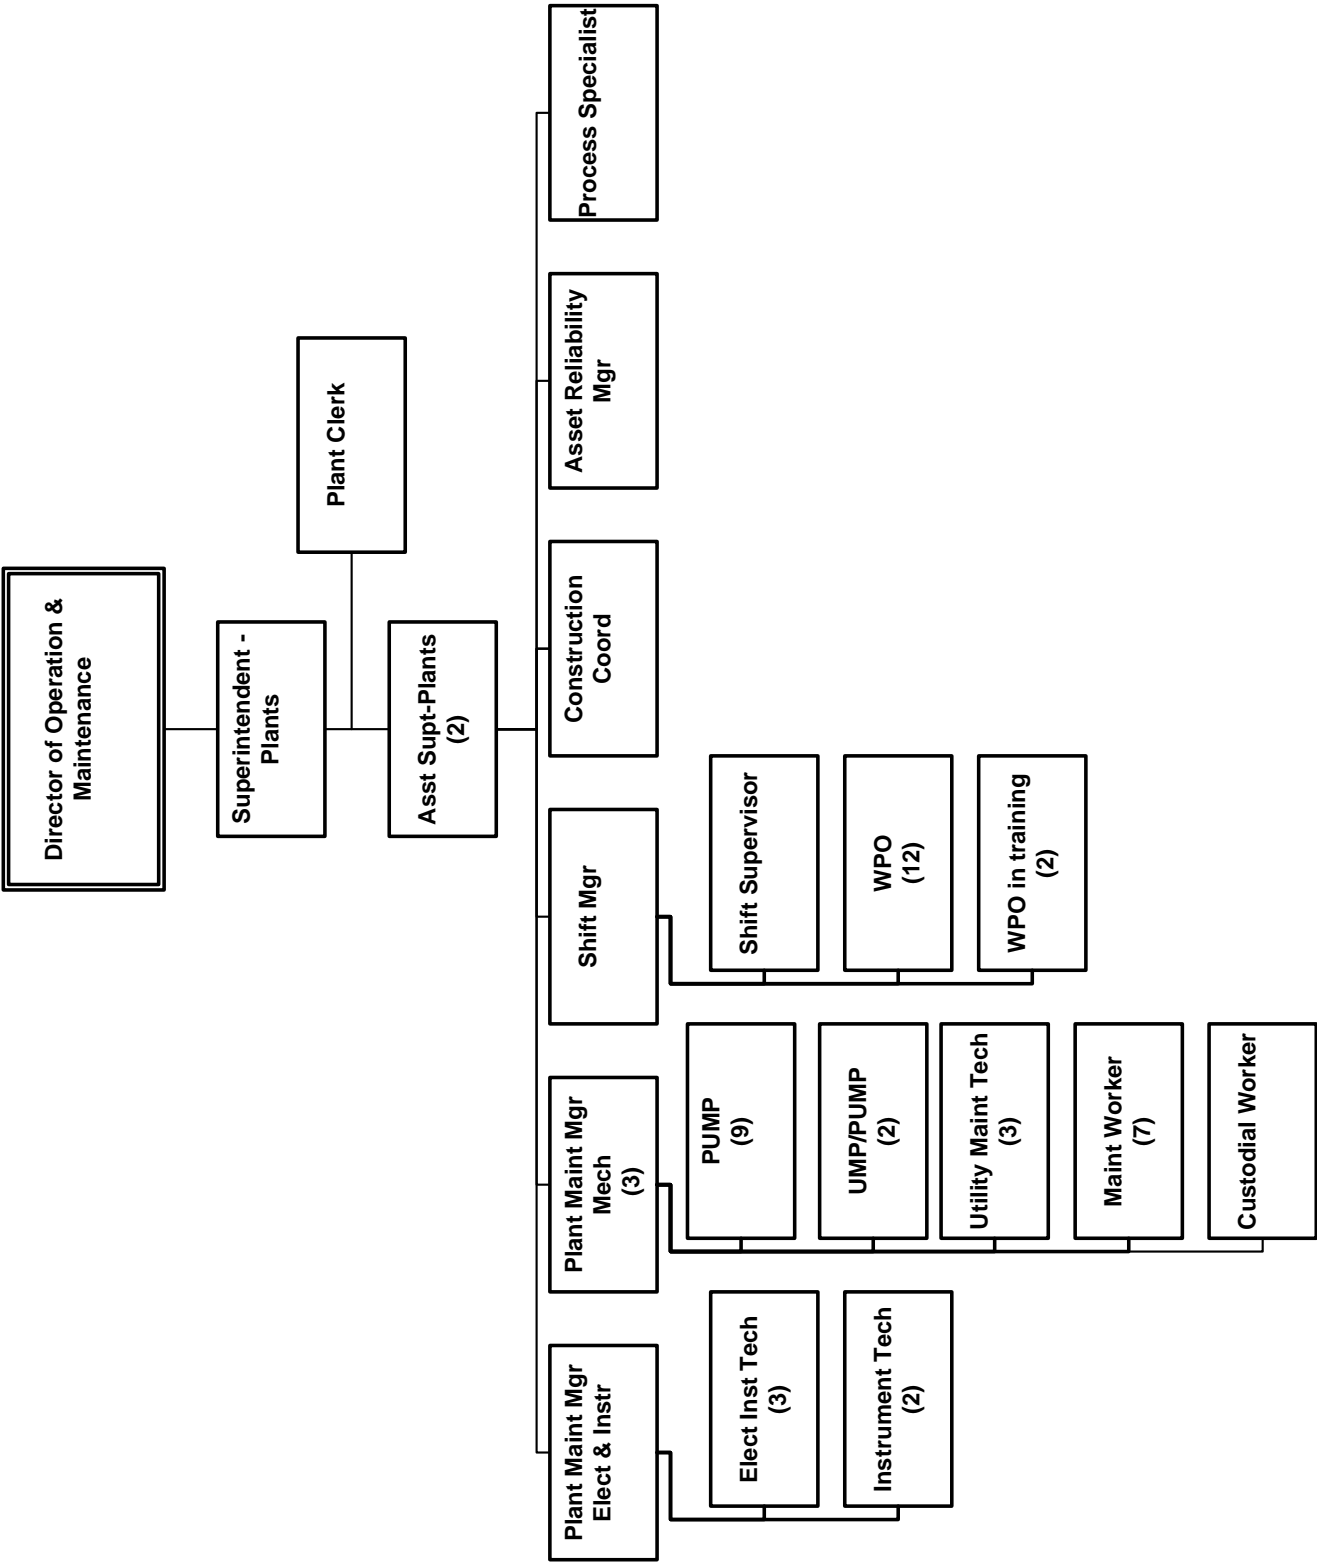 Director of Operation &
Maintenance
Superintendent -
Plants
Plant Clerk
Asst Supt-Plants
(2)
Plant Maint Mgr
Elect & Instr
Plant Maint Mgr
Mech
(3)
Shift Mgr
Construction
Coord
Asset Reliability
Mgr
Process Specialist
Elect Inst Tech
(3)
Instrument Tech
(2)
PUMP
(9)
UMP/PUMP
(2)
Utility Maint Tech
(3)
Maint Worker
(7)
Custodial Worker
Shift Supervisor
WPO
(12)
WPO in training
(2)